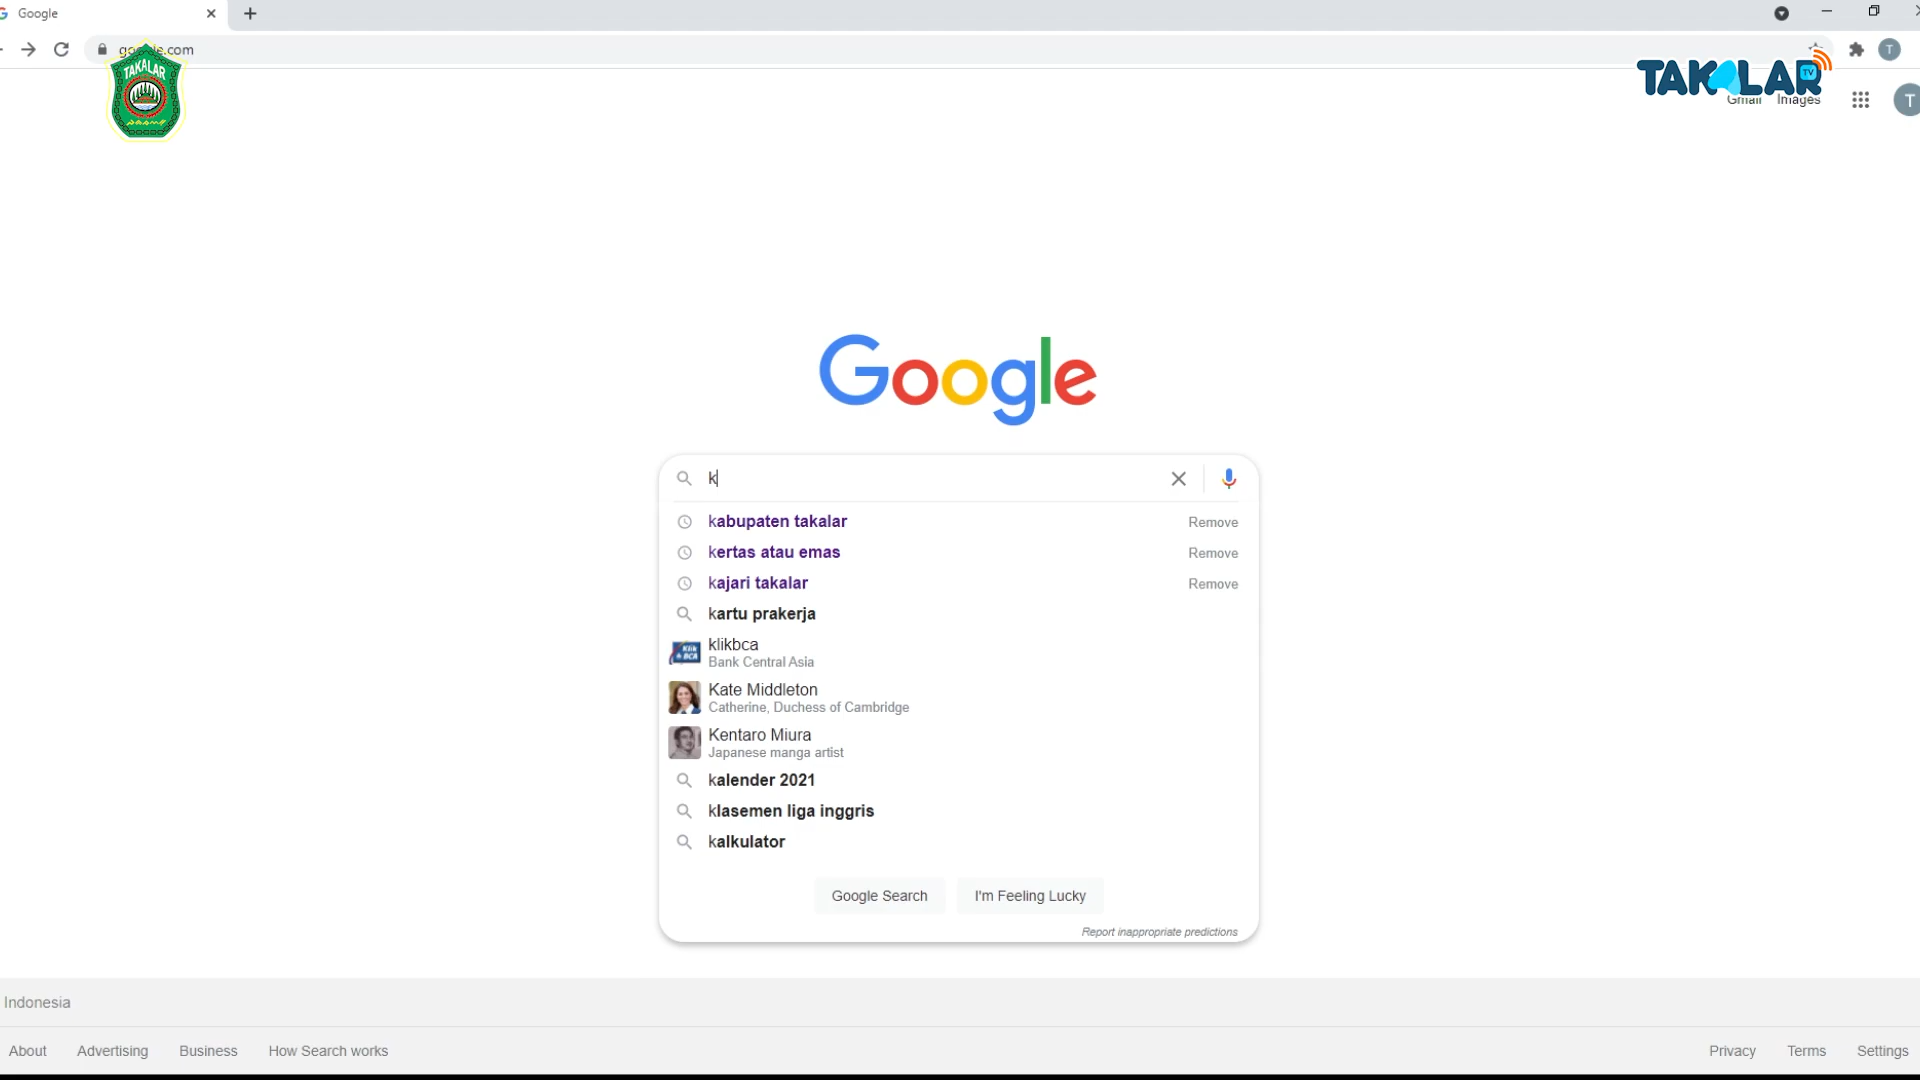 Google
google.com
TAKALAR
TAKALAR TV
Gmail Images
T
Google
k
kabupaten takalar Remove
kertas atau emas Remove
kajari takalar Remove
kartu prakerja
klikbca
Bank Central Asia
Kate Middleton
Catherine, Duchess of Cambridge
Kentaro Miura
Japanese manga artist
kalender 2021
klasemen liga inggris
kalkulator
Google Search I'm Feeling Lucky
Report inappropriate predictions
Indonesia
About Advertising Business How Search works Privacy Terms Settings